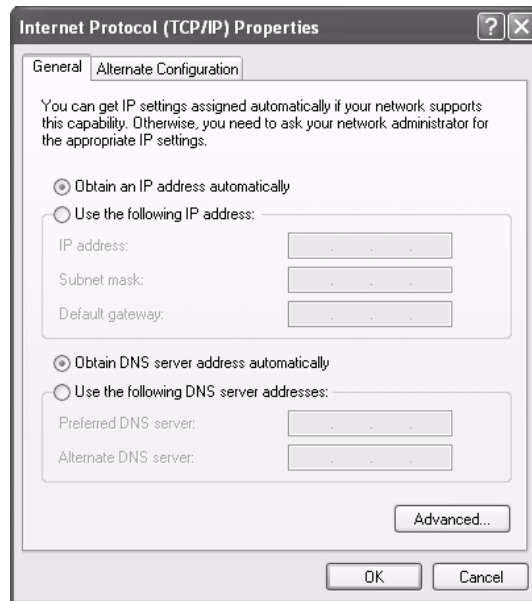 Internet Protocol (TCP/IP) Properties
General
Alternate Configuration
You can get IP settings assigned automatically if your network supports
this capability. Otherwise, you need to ask your network administrator for
the appropriate IP settings.
Obtain an IP address automatically
Use the following IP address:
IP address:
Subnet mask:
Default gateway:
Obtain DNS server address automatically
Use the following DNS server addresses:
Preferred DNS server:
Alternate DNS server:
Advanced...
OK
Cancel